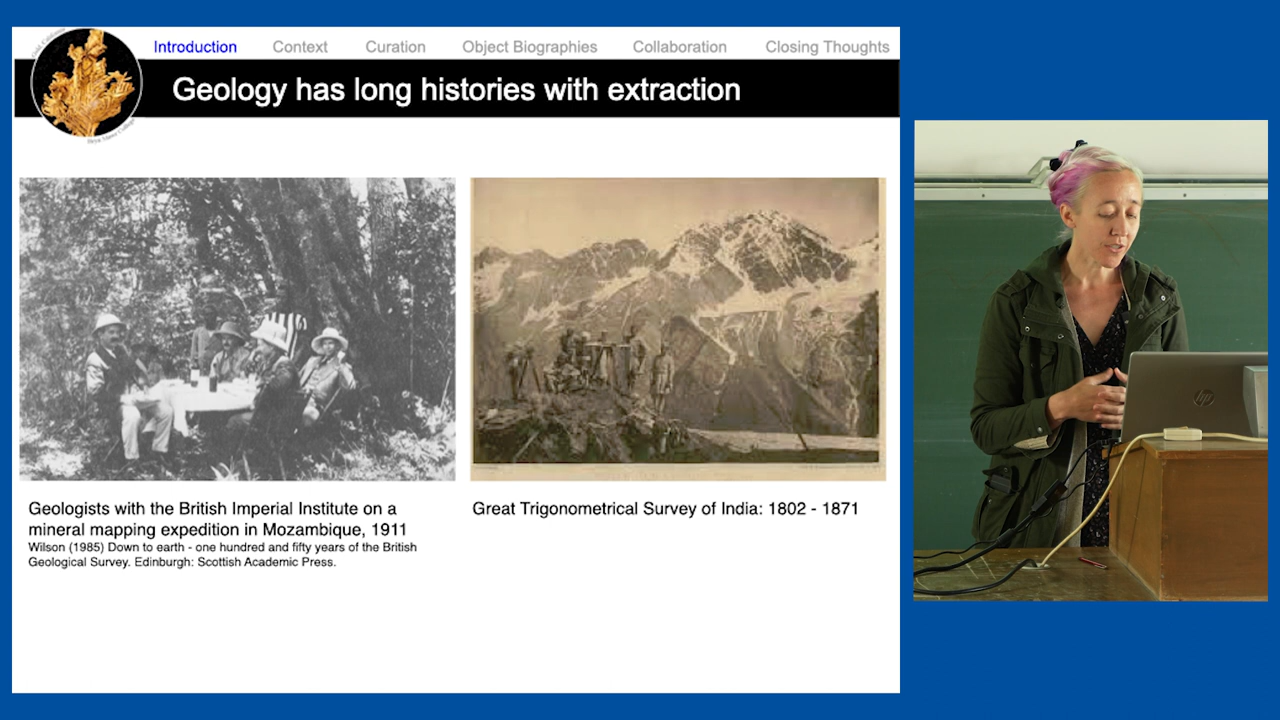 Introduction Context Curation Object Biographies Collaboration Closing Thoughts
Geology has long histories with extraction
Geologists with the British Imperial Institute on a
mineral mapping expedition in Mozambique, 1911
Wilson (1985) Down to earth - one hundred and fifty years of the British
Geological Survey. Edinburgh: Scottish Academic Press.
Great Trigonometrical Survey of India: 1802 - 1871
hp